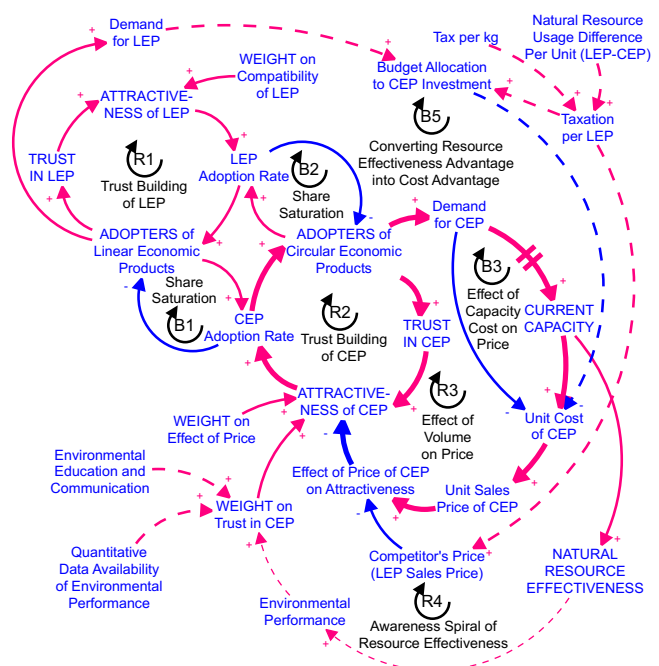 Demand
for LEP
Tax per kg
Natural Resource
Usage Difference
Per Unit (LEP-CEP)
WEIGHT on
Compatibility
of LEP
Budget Allocation
to CEP Investment
ATTRACTIVE-
NESS of LEP
B5
Taxation
per LEP
Converting Resource
Effectiveness Advantage
into Cost Advantage
TRUST
IN LEP
R1
Trust Building
of LEP
LEP
Adoption Rate
B2
Share
Saturation
Demand
for CEP
ADOPTERS of
Linear Economic
Products
ADOPTERS of
Circular Economic
Products
B3
Effect of
Capacity
Cost on
Price
Share
Saturation
B1
CEP
Adoption Rate
R2
Trust Building
of CEP
TRUST
IN CEP
CURRENT
CAPACITY
ATTRACTIVE-
NESS of CEP
R3
Effect of
Volume
on Price
WEIGHT on
Effect of Price
Unit Cost
of CEP
Environmental
Education and
Communication
Effect of Price of CEP
on Attractiveness
Unit Sales
Price of CEP
WEIGHT on
Trust in CEP
Quantitative
Data Availability
of Environmental
Performance
Competitor's Price
(LEP Sales Price)
NATURAL
RESOURCE
EFFECTIVENESS
Environmental
Performance
R4
Awareness Spiral
of Resource Effectiveness